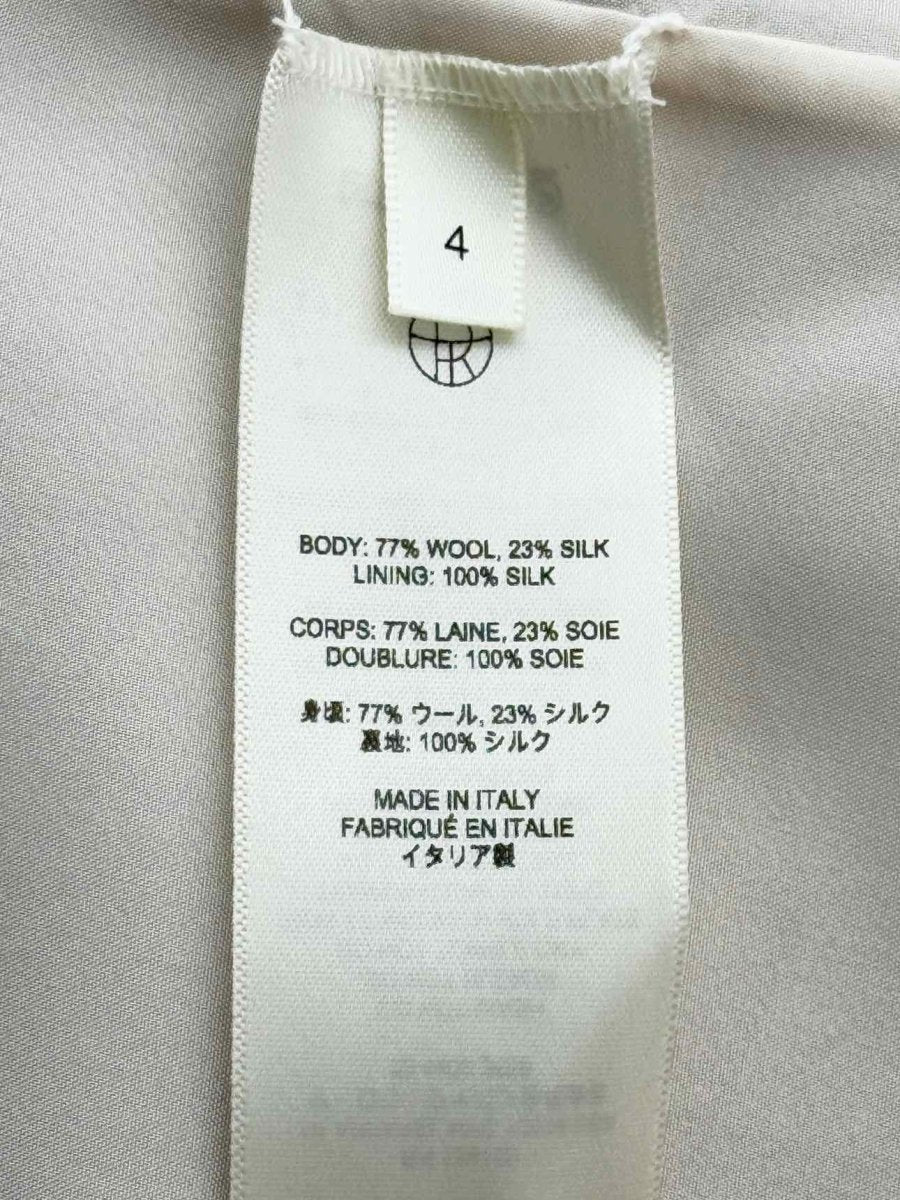 4
BODY: 77% WOOL, 23% SILK
LINING: 100% SILK
CORPS: 77% LAINE, 23% SOIE
DOUBLURE: 100% SOIE
身頃: 77% ウール, 23% シルク
裏地: 100% シルク
MADE IN ITALY
FABRIQUÉ EN ITALIE
イタリア製